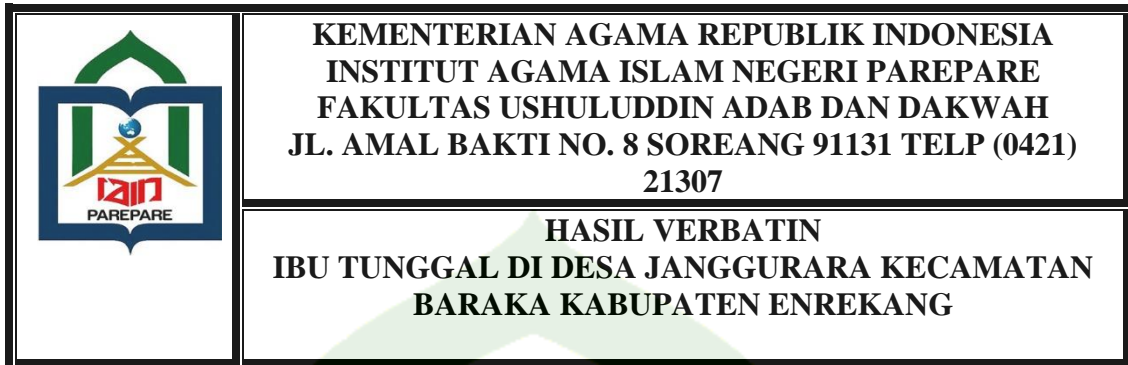 KEMENTERIAN AGAMA REPUBLIK INDONESIA
INSTITUT AGAMA ISLAM NEGERI PAREPARE
FAKULTAS USHULUDDIN ADAB DAN DAKWAH
JL. AMAL BAKTI NO. 8 SOREANG 91131 TELP (0421)
21307
IAIN
PAREPARE
HASIL VERBATIN
IBU TUNGGAL DI DESA JANGGURARA KECAMATAN
BARAKA KABUPATEN ENREKANG